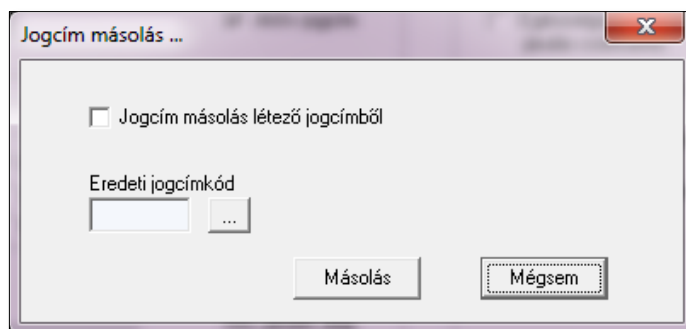 Jogcím másolás ...
Jogcím másolás létező jogcímből
Eredeti jogcímkód
...
Másolás
Mégsem